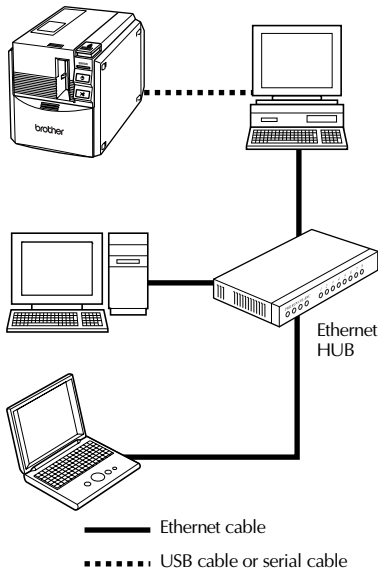 brother
Ethernet
HUB
Ethernet cable
USB cable or serial cable